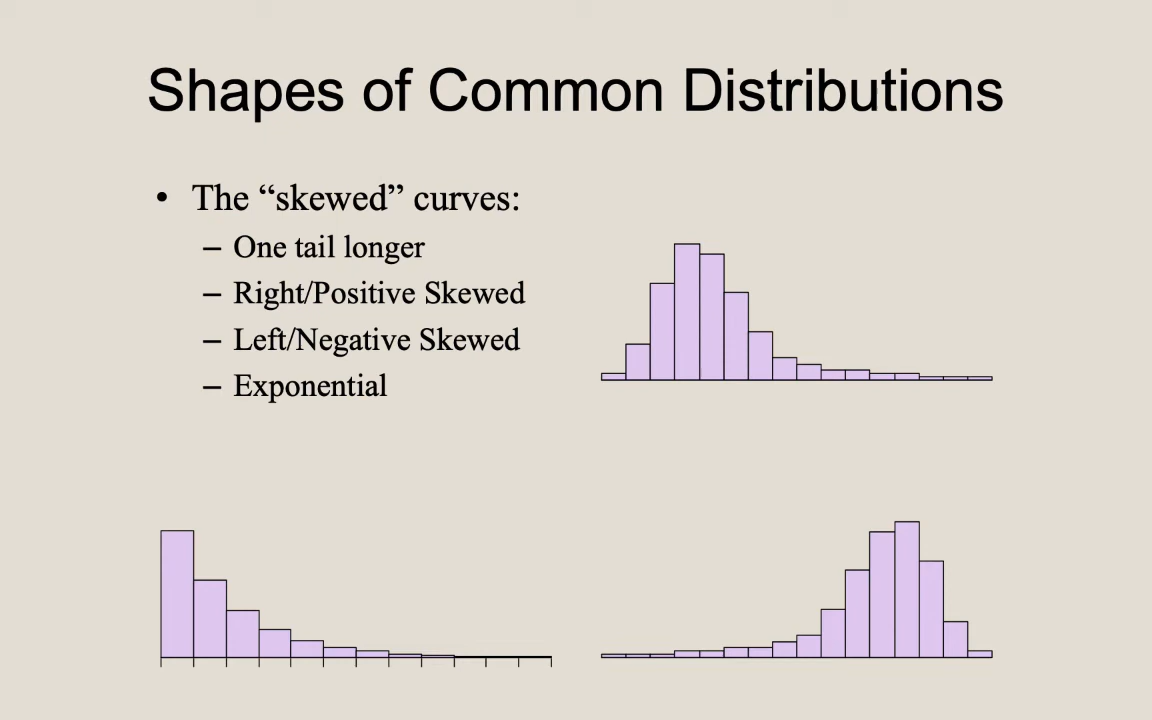 Shapes of Common Distributions
• The “skewed” curves:
– One tail longer
– Right/Positive Skewed
– Left/Negative Skewed
– Exponential